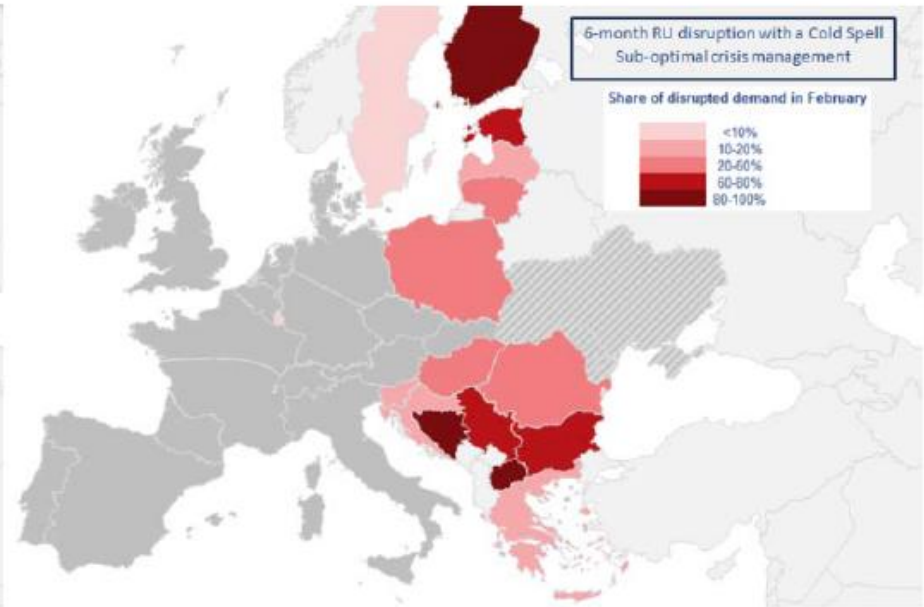 6-month RU disruption with a Cold Spell
Sub-optimal crisis management
Share of disrupted demand in February
<10%
10-20%
20-60%
60-80%
80-100%